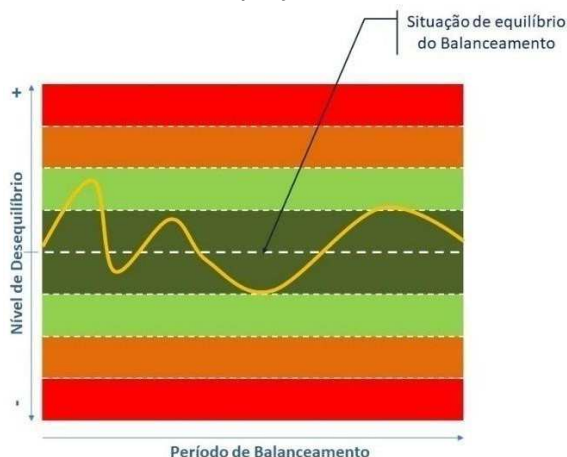 Situação de equilíbrio
do Balanceamento
+
Nível de Desequilíbrio
-
Período de Balanceamento